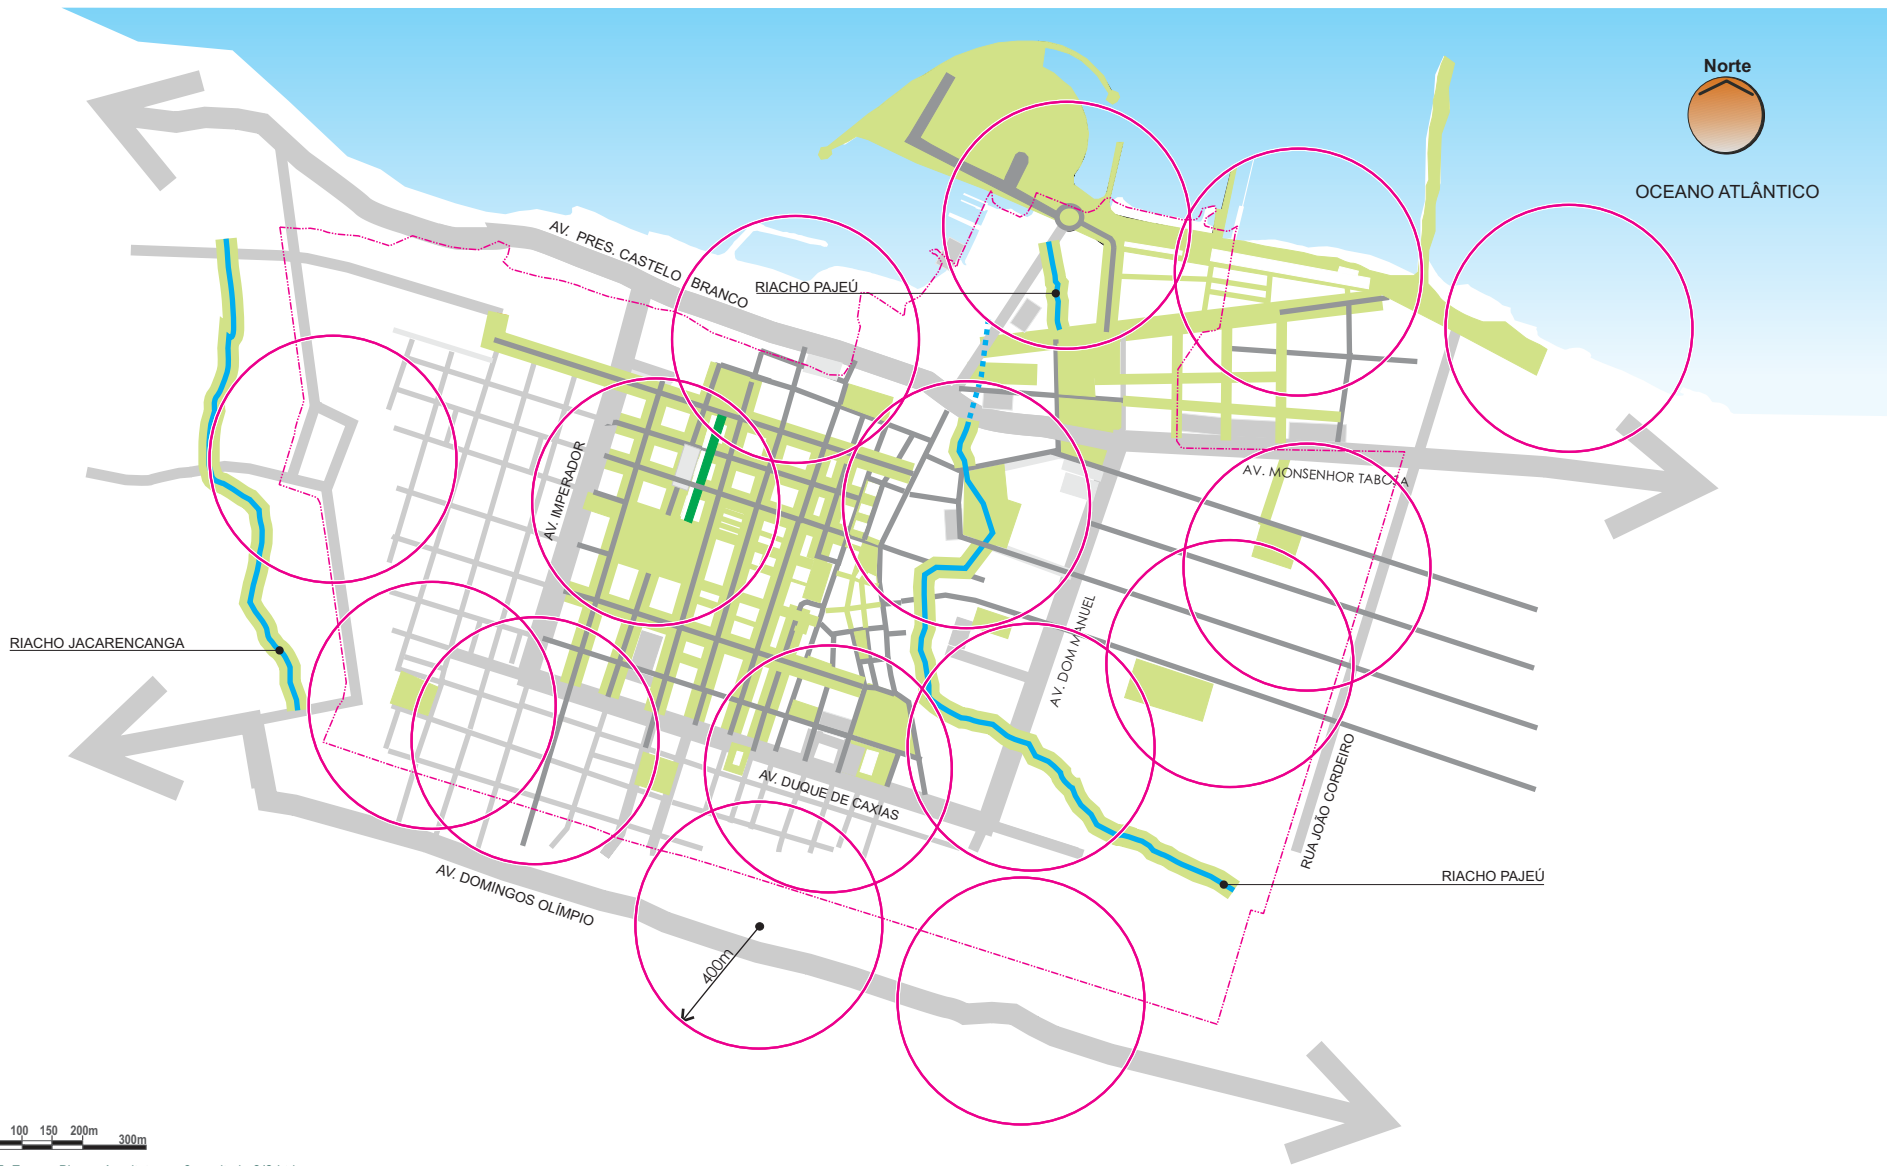 Norte
OCEANO ATLÂNTICO
AV. PRES. CASTELO BRANCO
RIACHO PAJEÚ
AV. IMPERADOR
AV. MONSENHOR TABOSA
RIACHO JACARENCANGA
AV. DOM MANUEL
AV. DUQUE DE CAXIAS
RUA JOÃO CORDEIRO
RIACHO PAJEÚ
AV. DOMINGOS OLÍMPIO
400m
100 150 200m 300m